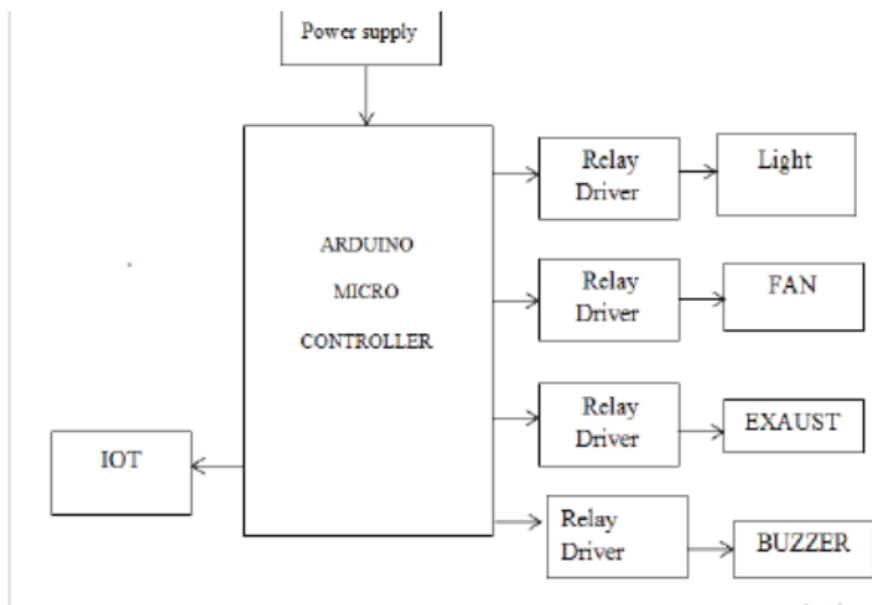 Power supply
Relay
Driver
Light
ARDUINO
MICRO
CONTROLLER
Relay
Driver
FAN
Relay
Driver
EXAUST
IOT
Relay
Driver
BUZZER